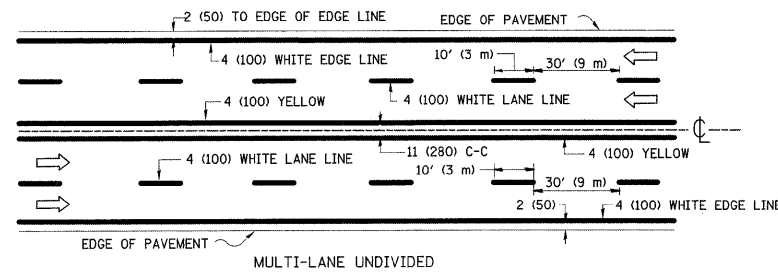 2 (50) TO EDGE OF EDGE LINE
EDGE OF PAVEMENT
4 (100) WHITE EDGE LINE
10' (3 m)
30' (9 m)
4 (100) YELLOW
4 (100) WHITE LANE LINE
CL
4 (100) WHITE LANE LINE
11 (280) C-C
4 (100) YELLOW
10' (3 m)
30' (9 m)
2 (50)
4 (100) WHITE EDGE LINE
EDGE OF PAVEMENT
MULTI-LANE UNDIVIDED